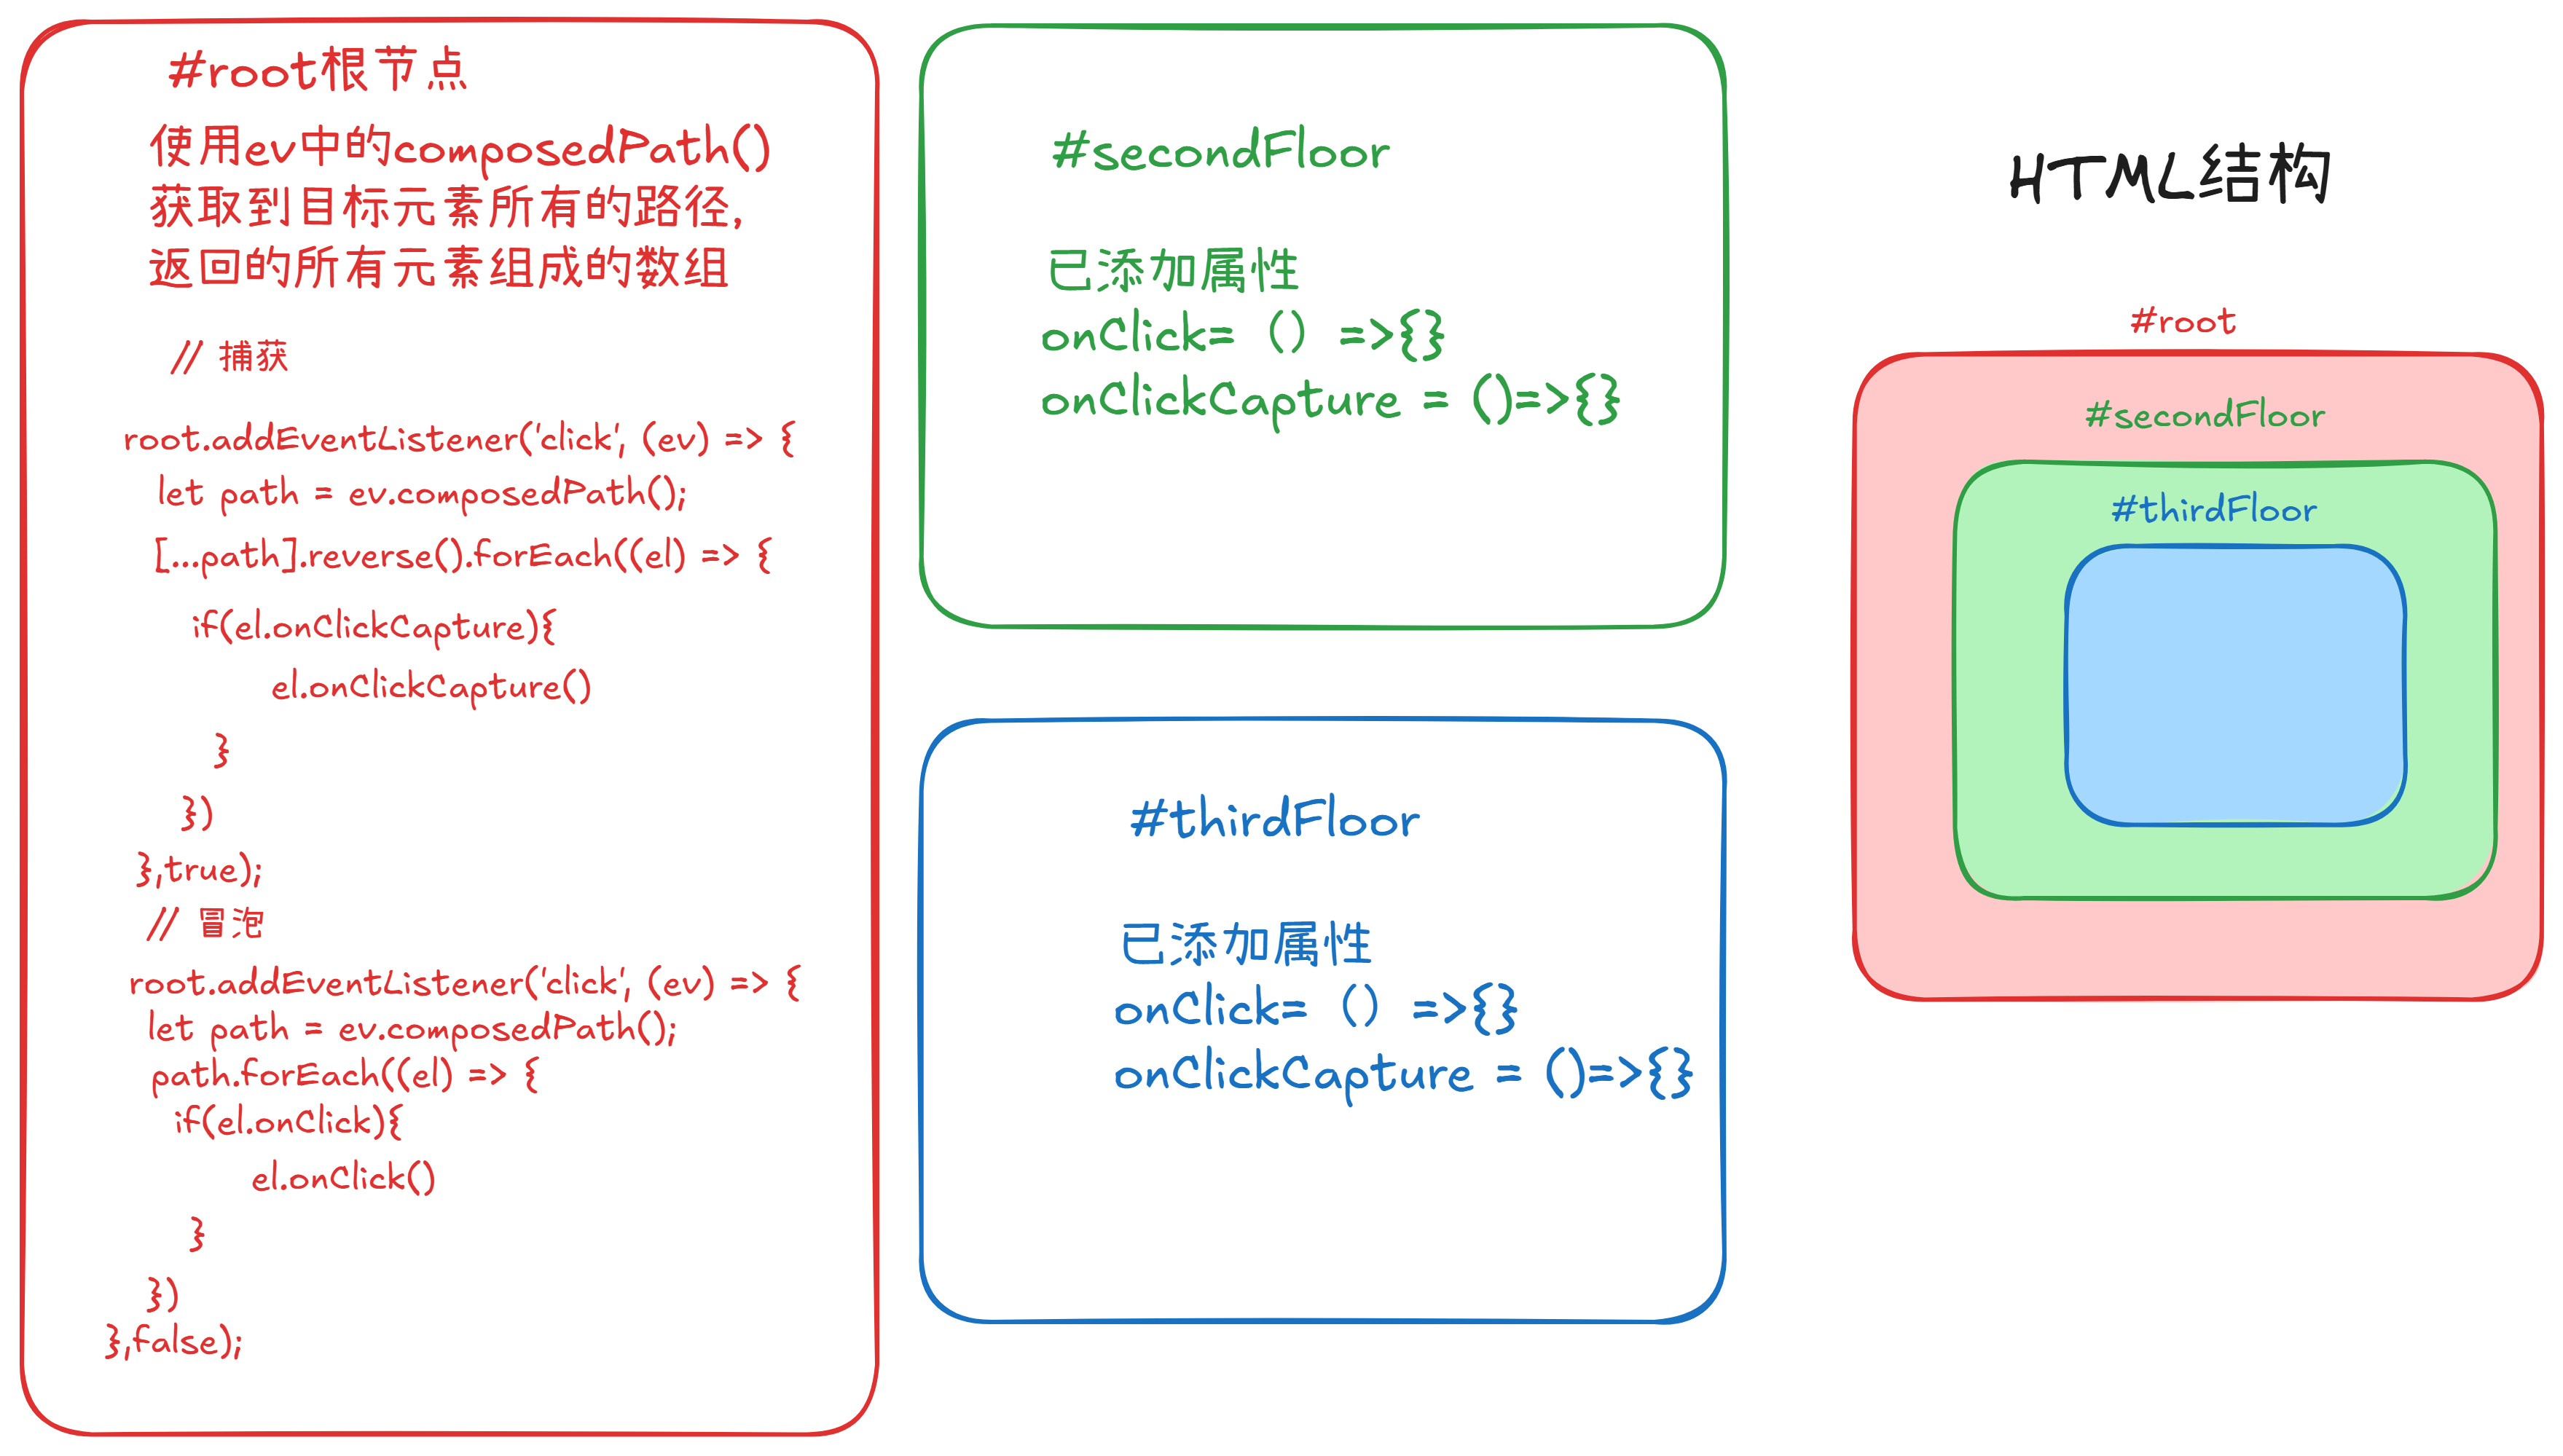 #root根节点
使用ev中的composedPath()
获取到目标元素所有的路径,
返回的所有元素组成的数组
// 捕获
root.addEventListener('click', (ev) => {
let path = ev.composedPath();
[...path].reverse().forEach((el) => {
if(el.onClickCapture){
el.onClickCapture()
}
})
},true);
// 冒泡
root.addEventListener('click', (ev) => {
let path = ev.composedPath();
path.forEach((el) => {
if(el.onClick){
el.onClick()
}
})
},false);
#secondFloor
已添加属性
onClick= () =>{}
onClickCapture = ()=>{}
#thirdFloor
已添加属性
onClick= () =>{}
onClickCapture = ()=>{}
HTML结构
#root
#secondFloor
#thirdFloor